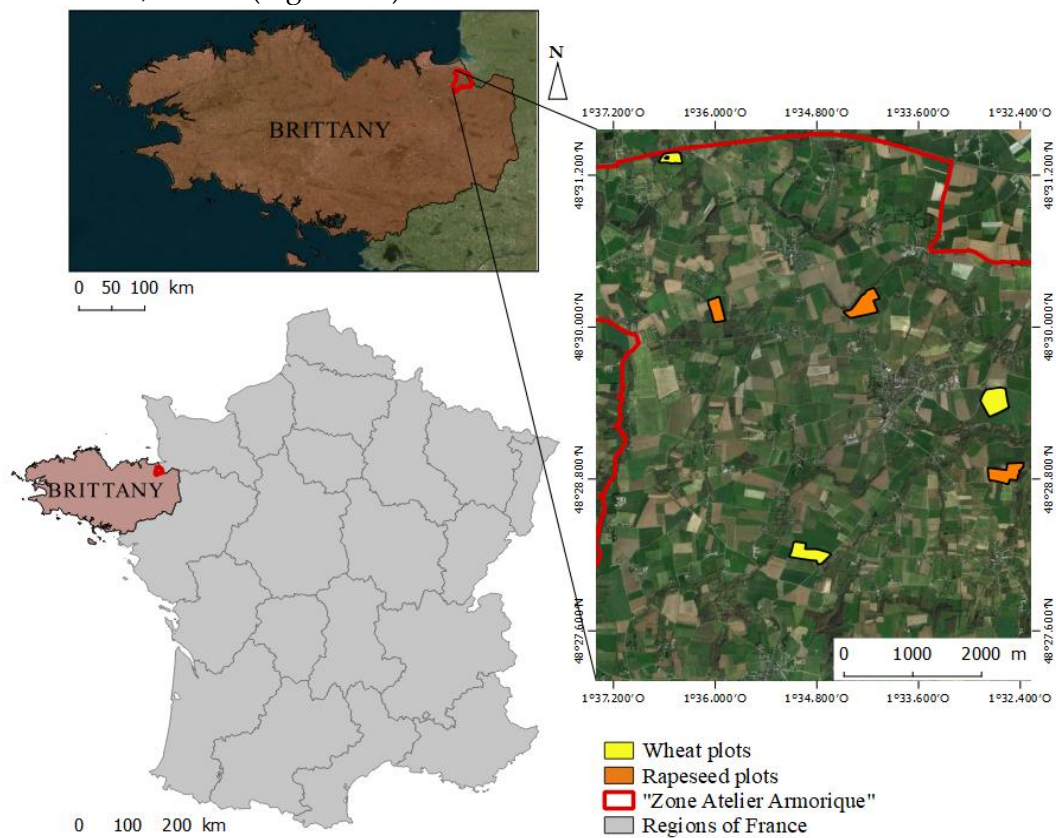 BRITTANY
N
0 50 100 km
1°37.200'O 1°36.000'O 1°34.800'O 1°33.600'O 1°32.400'O
48°31.200'N 48°31.200'N
48°30.000'N 48°30.000'N
48°28.800'N 48°28.800'N
48°27.600'N 48°27.600'N
0 1000 2000 m
1°37.200'O 1°36.000'O 1°34.800'O 1°33.600'O 1°32.400'O
BRITTANY
0 100 200 km
Wheat plots
Rapeseed plots
"Zone Atelier Armorique"
Regions of France